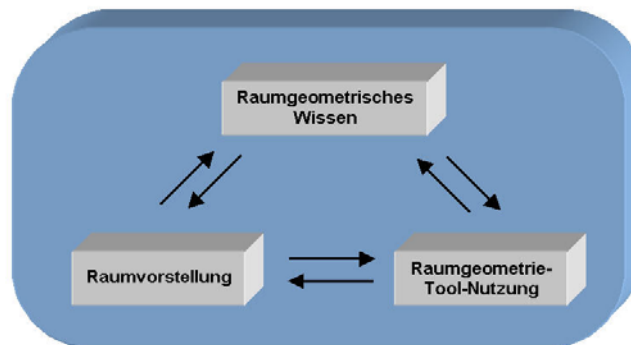 Raumgeometrisches
Wissen
Raumvorstellung
Raumgeometrie-
Tool-Nutzung